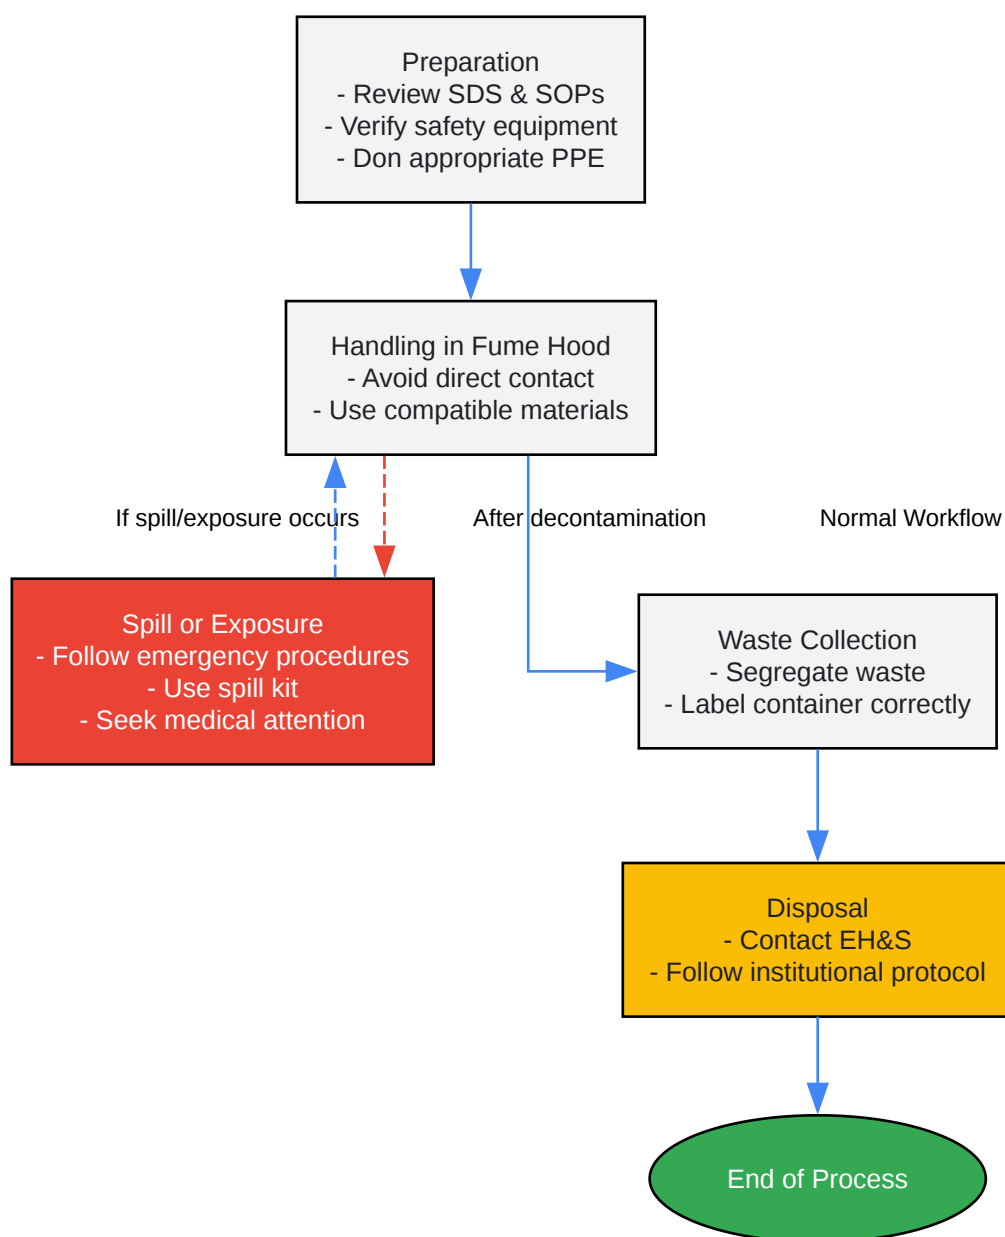 Preparation
- Review SDS & SOPs
- Verify safety equipment
- Don appropriate PPE
Handling in Fume Hood
- Avoid direct contact
- Use compatible materials
If spill/exposure occurs
After decontamination
Normal Workflow
Spill or Exposure
- Follow emergency procedures
- Use spill kit
- Seek medical attention
Waste Collection
- Segregate waste
- Label container correctly
Disposal
- Contact EH&S
- Follow institutional protocol
End of Process